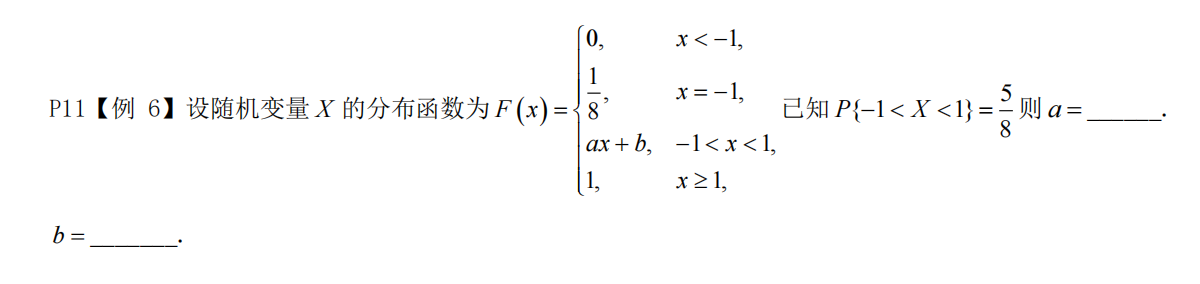 P11【例 6】设随机变量 X 的分布函数为 F(x)={0, x<−1, 1/8, x=−1, ax+b, −1<x<1, 1, x≥1, 已知 P{−1<X<1}=5/8 则 a=______.
b=_______.